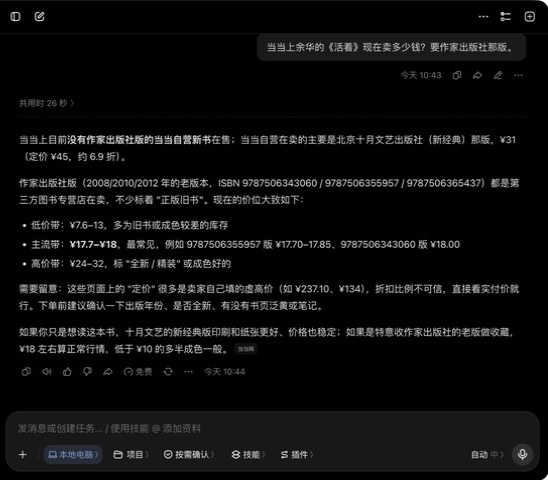 当当上余华的《活着》现在卖多少钱？要作家出版社那版。
今天 10:43
共用时 26 秒 〉
当当上目前没有作家出版社版的当当自营新书在售；当当自营在卖的主要是北京十月文艺出版社（新经典）那版，¥31
（定价 ¥45，约 6.9 折）。
作家出版社版（2008/2010/2012 年的老版本，ISBN 9787506343060 / 9787506355957 / 9787506365437）都是第
三方图书专营店在卖，不少标着 "正版旧书"。现在的价位大致如下：
• 低价带：¥7.6–13，多为旧书或成色较差的库存
• 主流带：¥17.7–¥18，最常见，例如 9787506355957 版 ¥17.70–17.85、9787506343060 版 ¥18.00
• 高价带：¥24–32，标 "全新 / 精装" 或成色好的
需要留意：这些页面上的 "定价" 很多是卖家自己填的虚高价（如 ¥237.10、¥134），折扣比例不可信，直接看实付价就
行。下单前建议确认一下出版年份、是否全新、有没有书页泛黄或笔记。
如果你只是想读这本书，十月文艺的新经典版印刷和纸张更好、价格也稳定；如果是特意收作家出版社的老版做收藏，
¥18 左右算正常行情，低于 ¥10 的多半成色一般。 当当网
免费 今天 10:44
发消息或创建任务... / 使用技能 @ 添加资料
本地电脑 〉 项目 〉 按需确认 〉 技能 〉 插件 〉 自动 中 〉